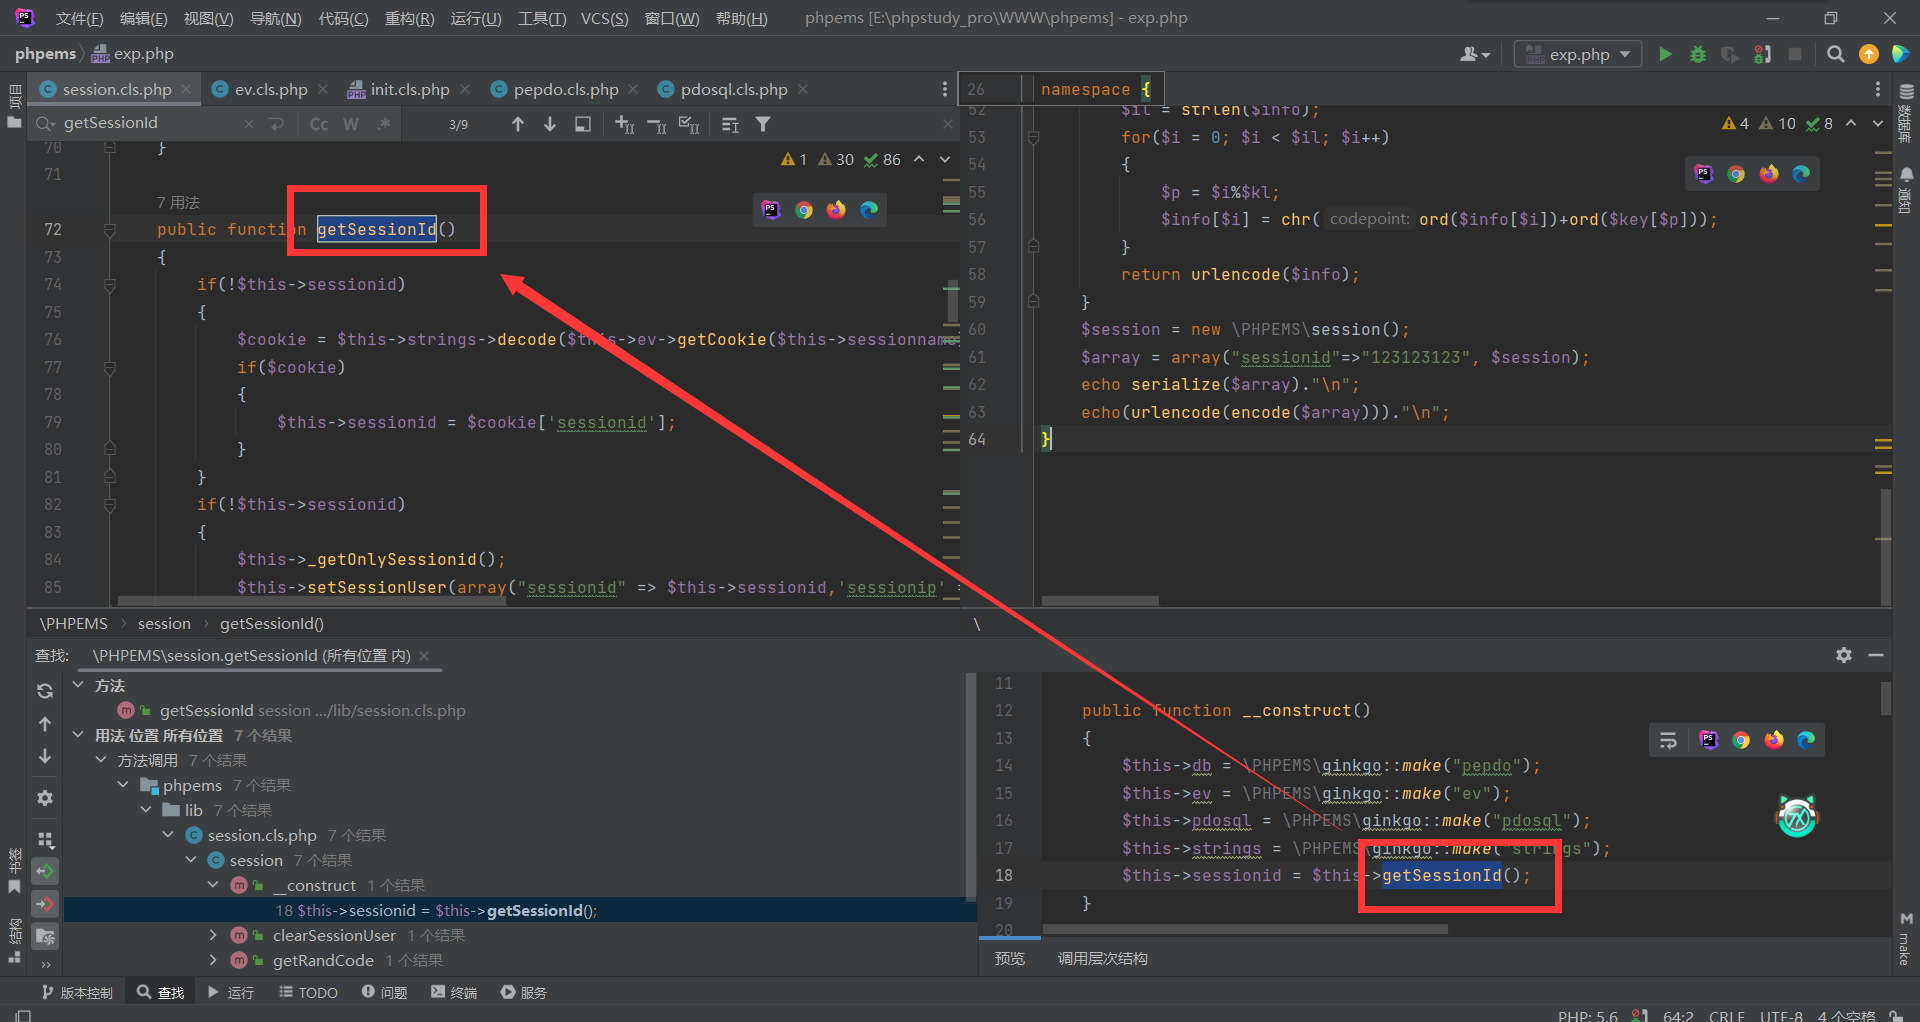 文件(F) 编辑(E) 视图(V) 导航(N) 代码(C) 重构(R) 运行(U) 工具(T) VCS(S) 窗口(W) 帮助(H) phpems [E:\phpstudy_pro\WWW\phpems] - exp.php
phpems exp.php
exp.php
session.cls.php ev.cls.php init.cls.php pepdo.cls.php pdosql.cls.php
getSessionId Cc W .* 3/9
70 }
71
7 用法
72 public function getSessionId()
73 {
74 if(!$this->sessionid)
75 {
76 $cookie = $this->strings->decode($this->ev->getCookie($this->sessionname
77 if($cookie)
78 {
79 $this->sessionid = $cookie['sessionid'];
80 }
81 }
82 if(!$this->sessionid)
83 {
84 $this->_getOnlySessionid();
85 $this->setSessionUser(array("sessionid" => $this->sessionid,'sessionip' =
1 30 86
26 namespace {
52 $il = strlen($info);
53 for($i = 0; $i < $il; $i++)
54 {
55 $p = $i%$kl;
56 $info[$i] = chr( codepoint: ord($info[$i])+ord($key[$p]));
57 }
58 return urlencode($info);
59 }
60 $session = new \PHPEMS\session();
61 $array = array("sessionid"=>"123123123", $session);
62 echo serialize($array)."\n";
63 echo(urlencode(encode($array)))."\n";
64 }
4 10 8
\PHPEMS session getSessionId()
\
查找: \PHPEMS\session.getSessionId (所有位置 内)
方法
getSessionId session .../lib/session.cls.php
用法 位置 所有位置 7 个结果
方法调用 7 个结果
phpems 7 个结果
lib 7 个结果
session.cls.php 7 个结果
session 7 个结果
__construct 1 个结果
18 $this->sessionid = $this->getSessionId();
clearSessionUser 1 个结果
getRandCode 1 个结果
11
12 public function __construct()
13 {
14 $this->db = \PHPEMS\ginkgo::make("pepdo");
15 $this->ev = \PHPEMS\ginkgo::make("ev");
16 $this->pdosql = \PHPEMS\ginkgo::make("pdosql");
17 $this->strings = \PHPEMS\ginkgo::make("strings");
18 $this->sessionid = $this->getSessionId();
19 }
20
预览 调用层次结构
项目
书签
结构
数据库
通知
make
版本控制 查找 运行 TODO 问题 终端 服务
PHP: 5.6 64:2 CRLF UTF-8 4 个空格